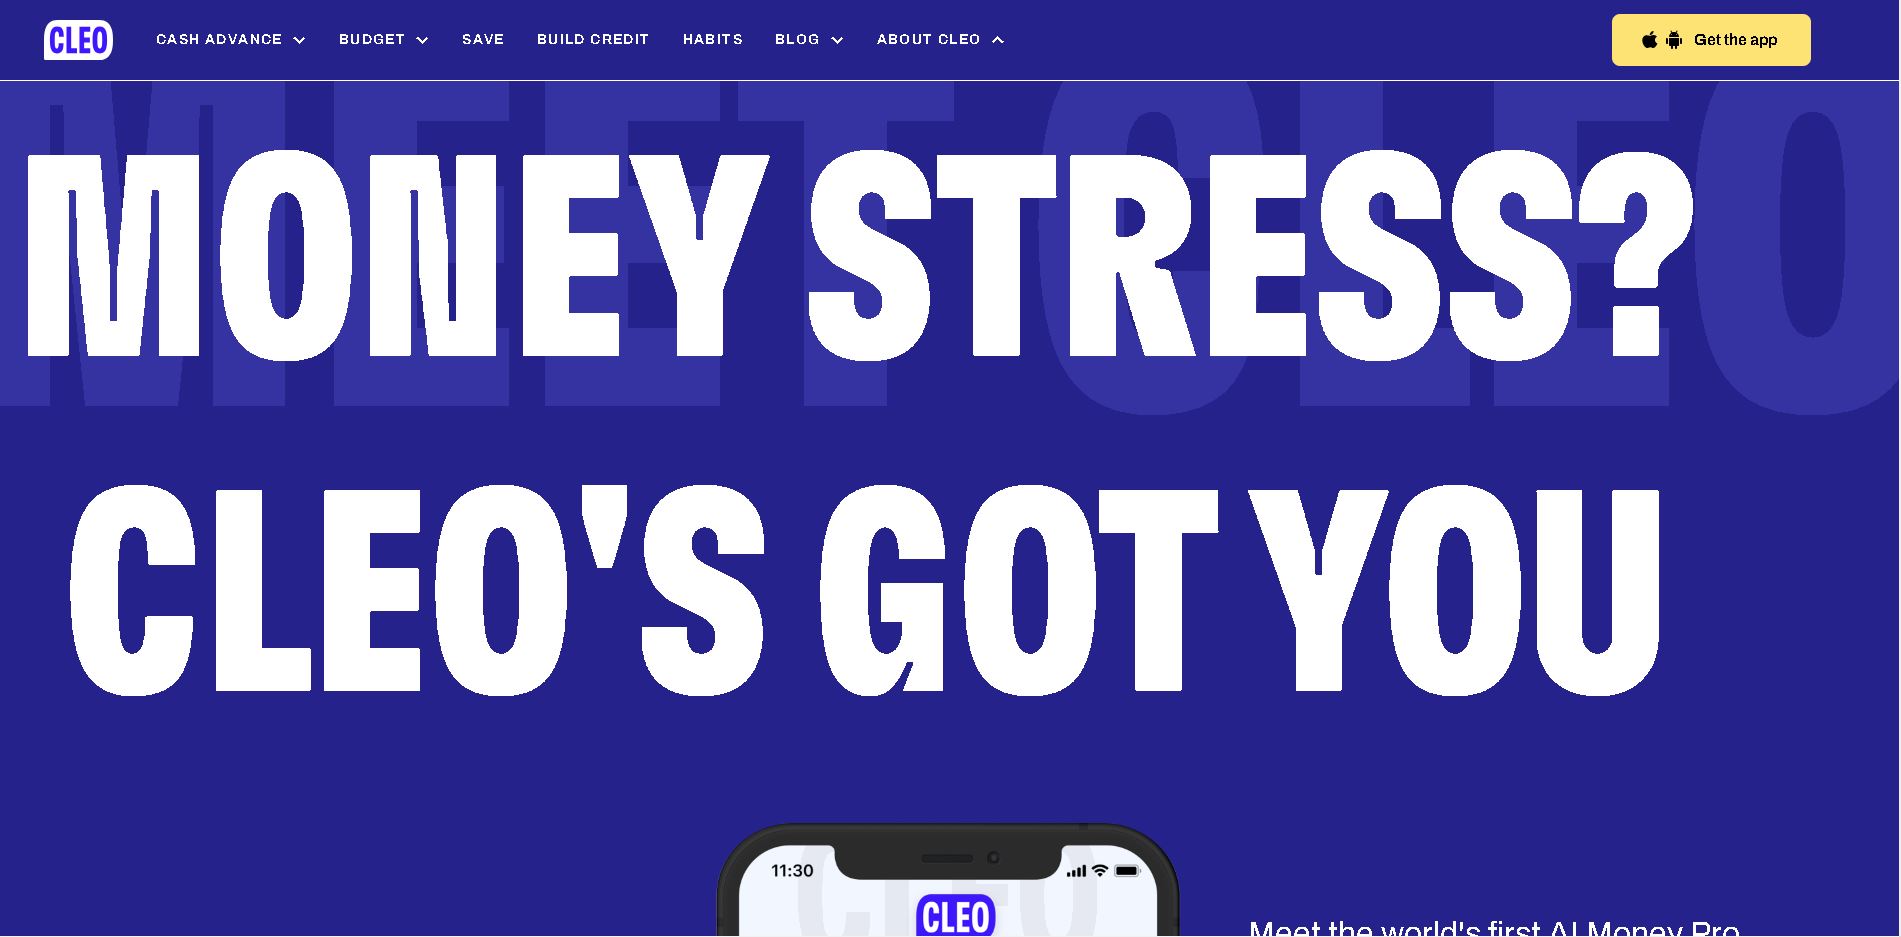 CLEO CASH ADVANCE BUDGET SAVE BUILD CREDIT HABITS BLOG ABOUT CLEO Get the app
MEET CLEO
MONEY STRESS?
CLEO'S GOT YOU
11:30
CLEO
CLEO
Meet the world's first AI Money Pro